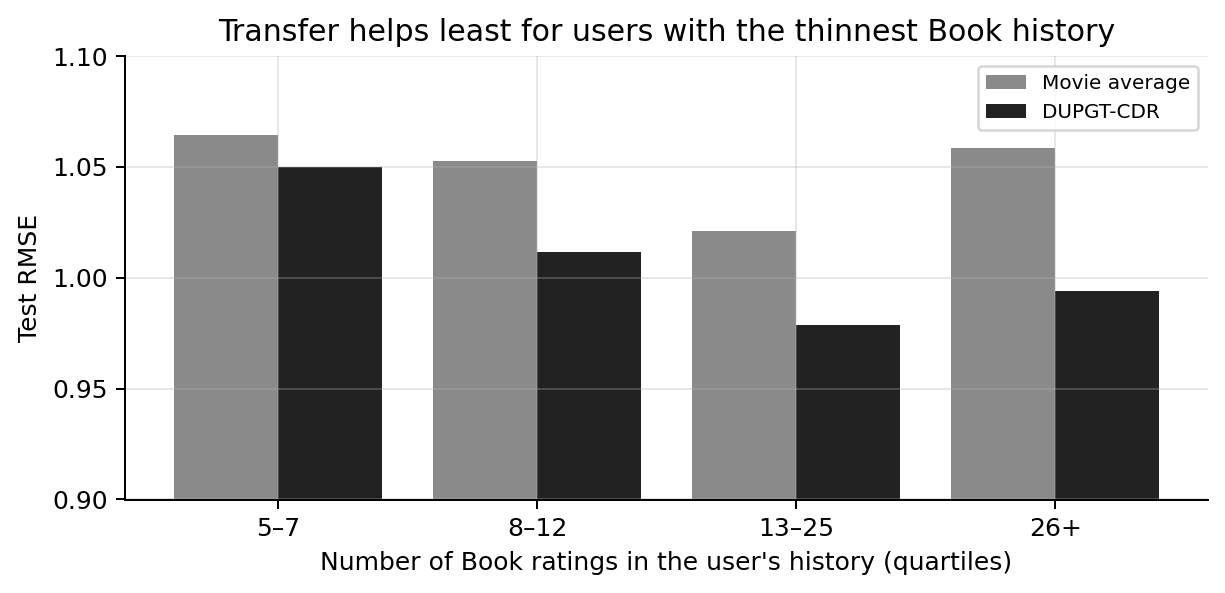 Transfer helps least for users with the thinnest Book history
Movie average
DUPGT-CDR
Test RMSE
1.10
1.05
1.00
0.95
0.90
5–7
8–12
13–25
26+
Number of Book ratings in the user's history (quartiles)